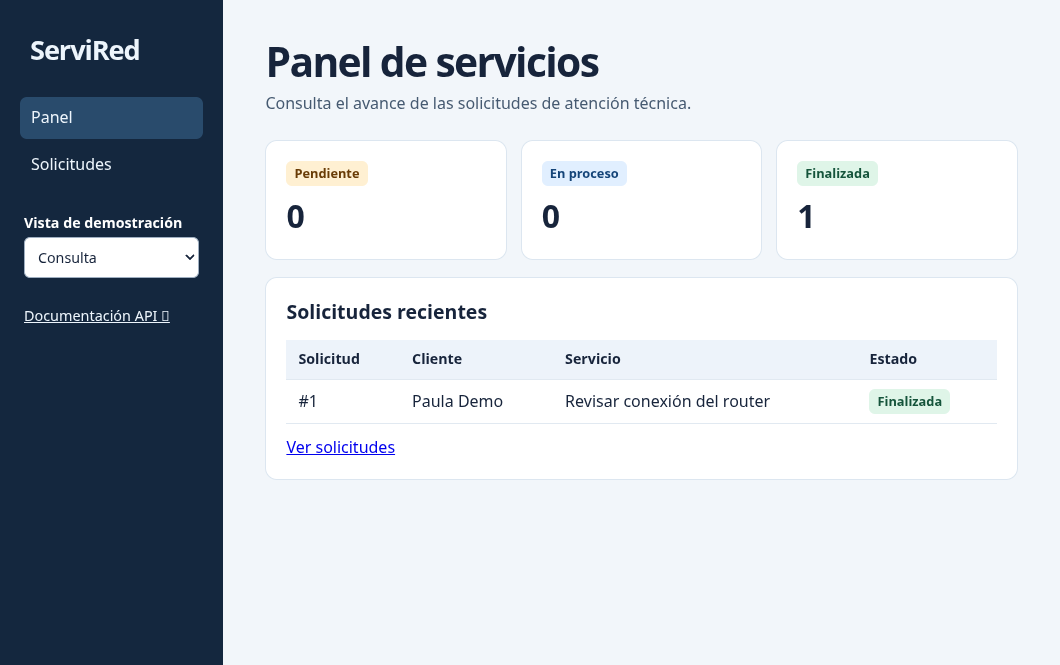 ServiRed
Panel
Solicitudes
Vista de demostración
Consulta
Documentación API
Panel de servicios
Consulta el avance de las solicitudes de atención técnica.
Pendiente
0
En proceso
0
Finalizada
1
Solicitudes recientes
Solicitud Cliente Servicio Estado
#1 Paula Demo Revisar conexión del router Finalizada
Ver solicitudes